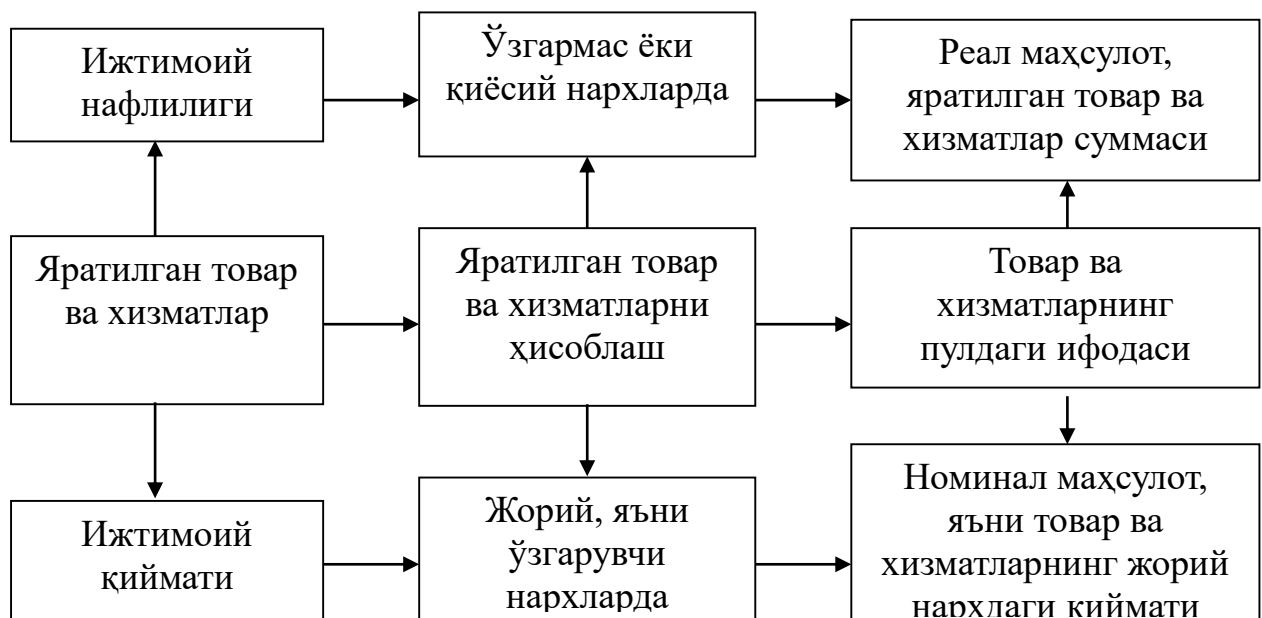 Ижтимоий
нафлилиги
Ўзгармас ёки
қиёсий нархларда
Реал маҳсулот,
яратилган товар ва
хизматлар суммаси
Яратилган товар
ва хизматлар
Яратилган товар
ва хизматларни
ҳисоблаш
Товар ва
хизматларнинг
пулдаги ифодаси
Ижтимоий
қиймати
Жорий, яъни
ўзгарувчи
нархларда
Номинал маҳсулот,
яъни товар ва
хизматларнинг жорий
нархдаги қиймати